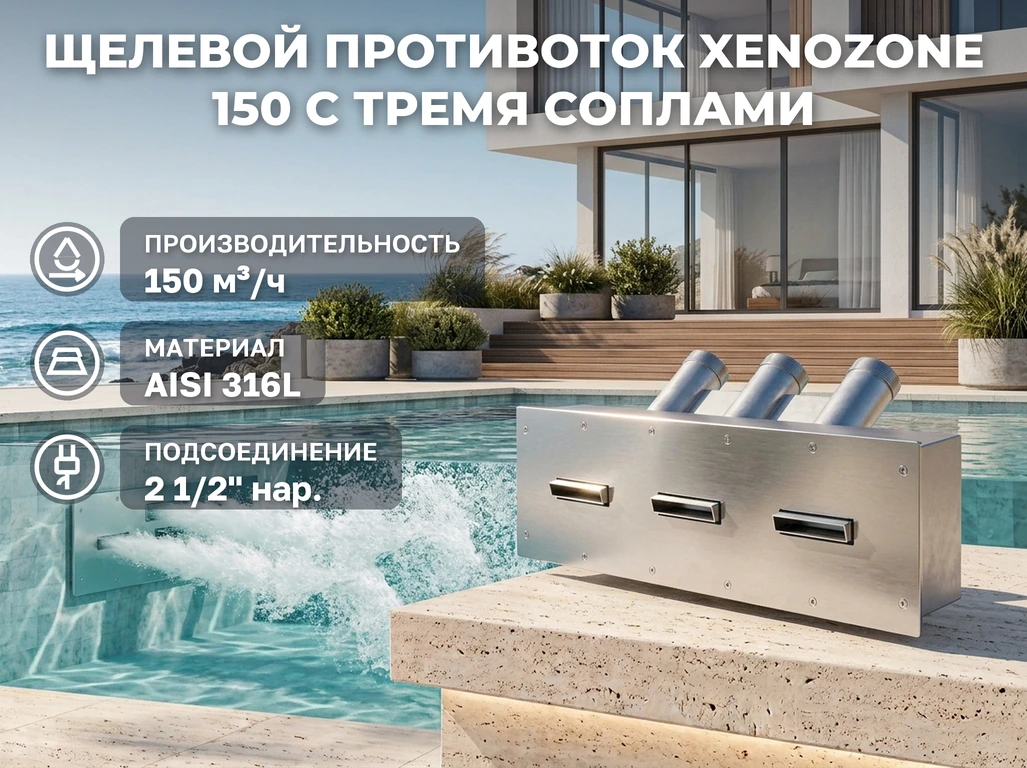 ЩЕЛЕВОЙ ПРОТИВОТОК XENOZONE
150 С ТРЕМЯ СОПЛАМИ
ПРОИЗВОДИТЕЛЬНОСТЬ
150 м³/ч
МАТЕРИАЛ
AISI 316L
ПОДСОЕДИНЕНИЕ
2 1/2" нар.